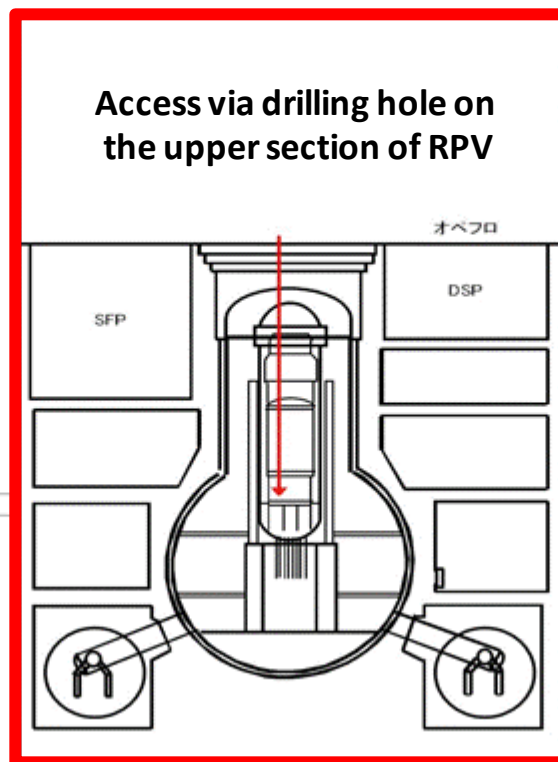 Access via drilling hole on
the upper section of RPV
オペフロ
SFP
DSP